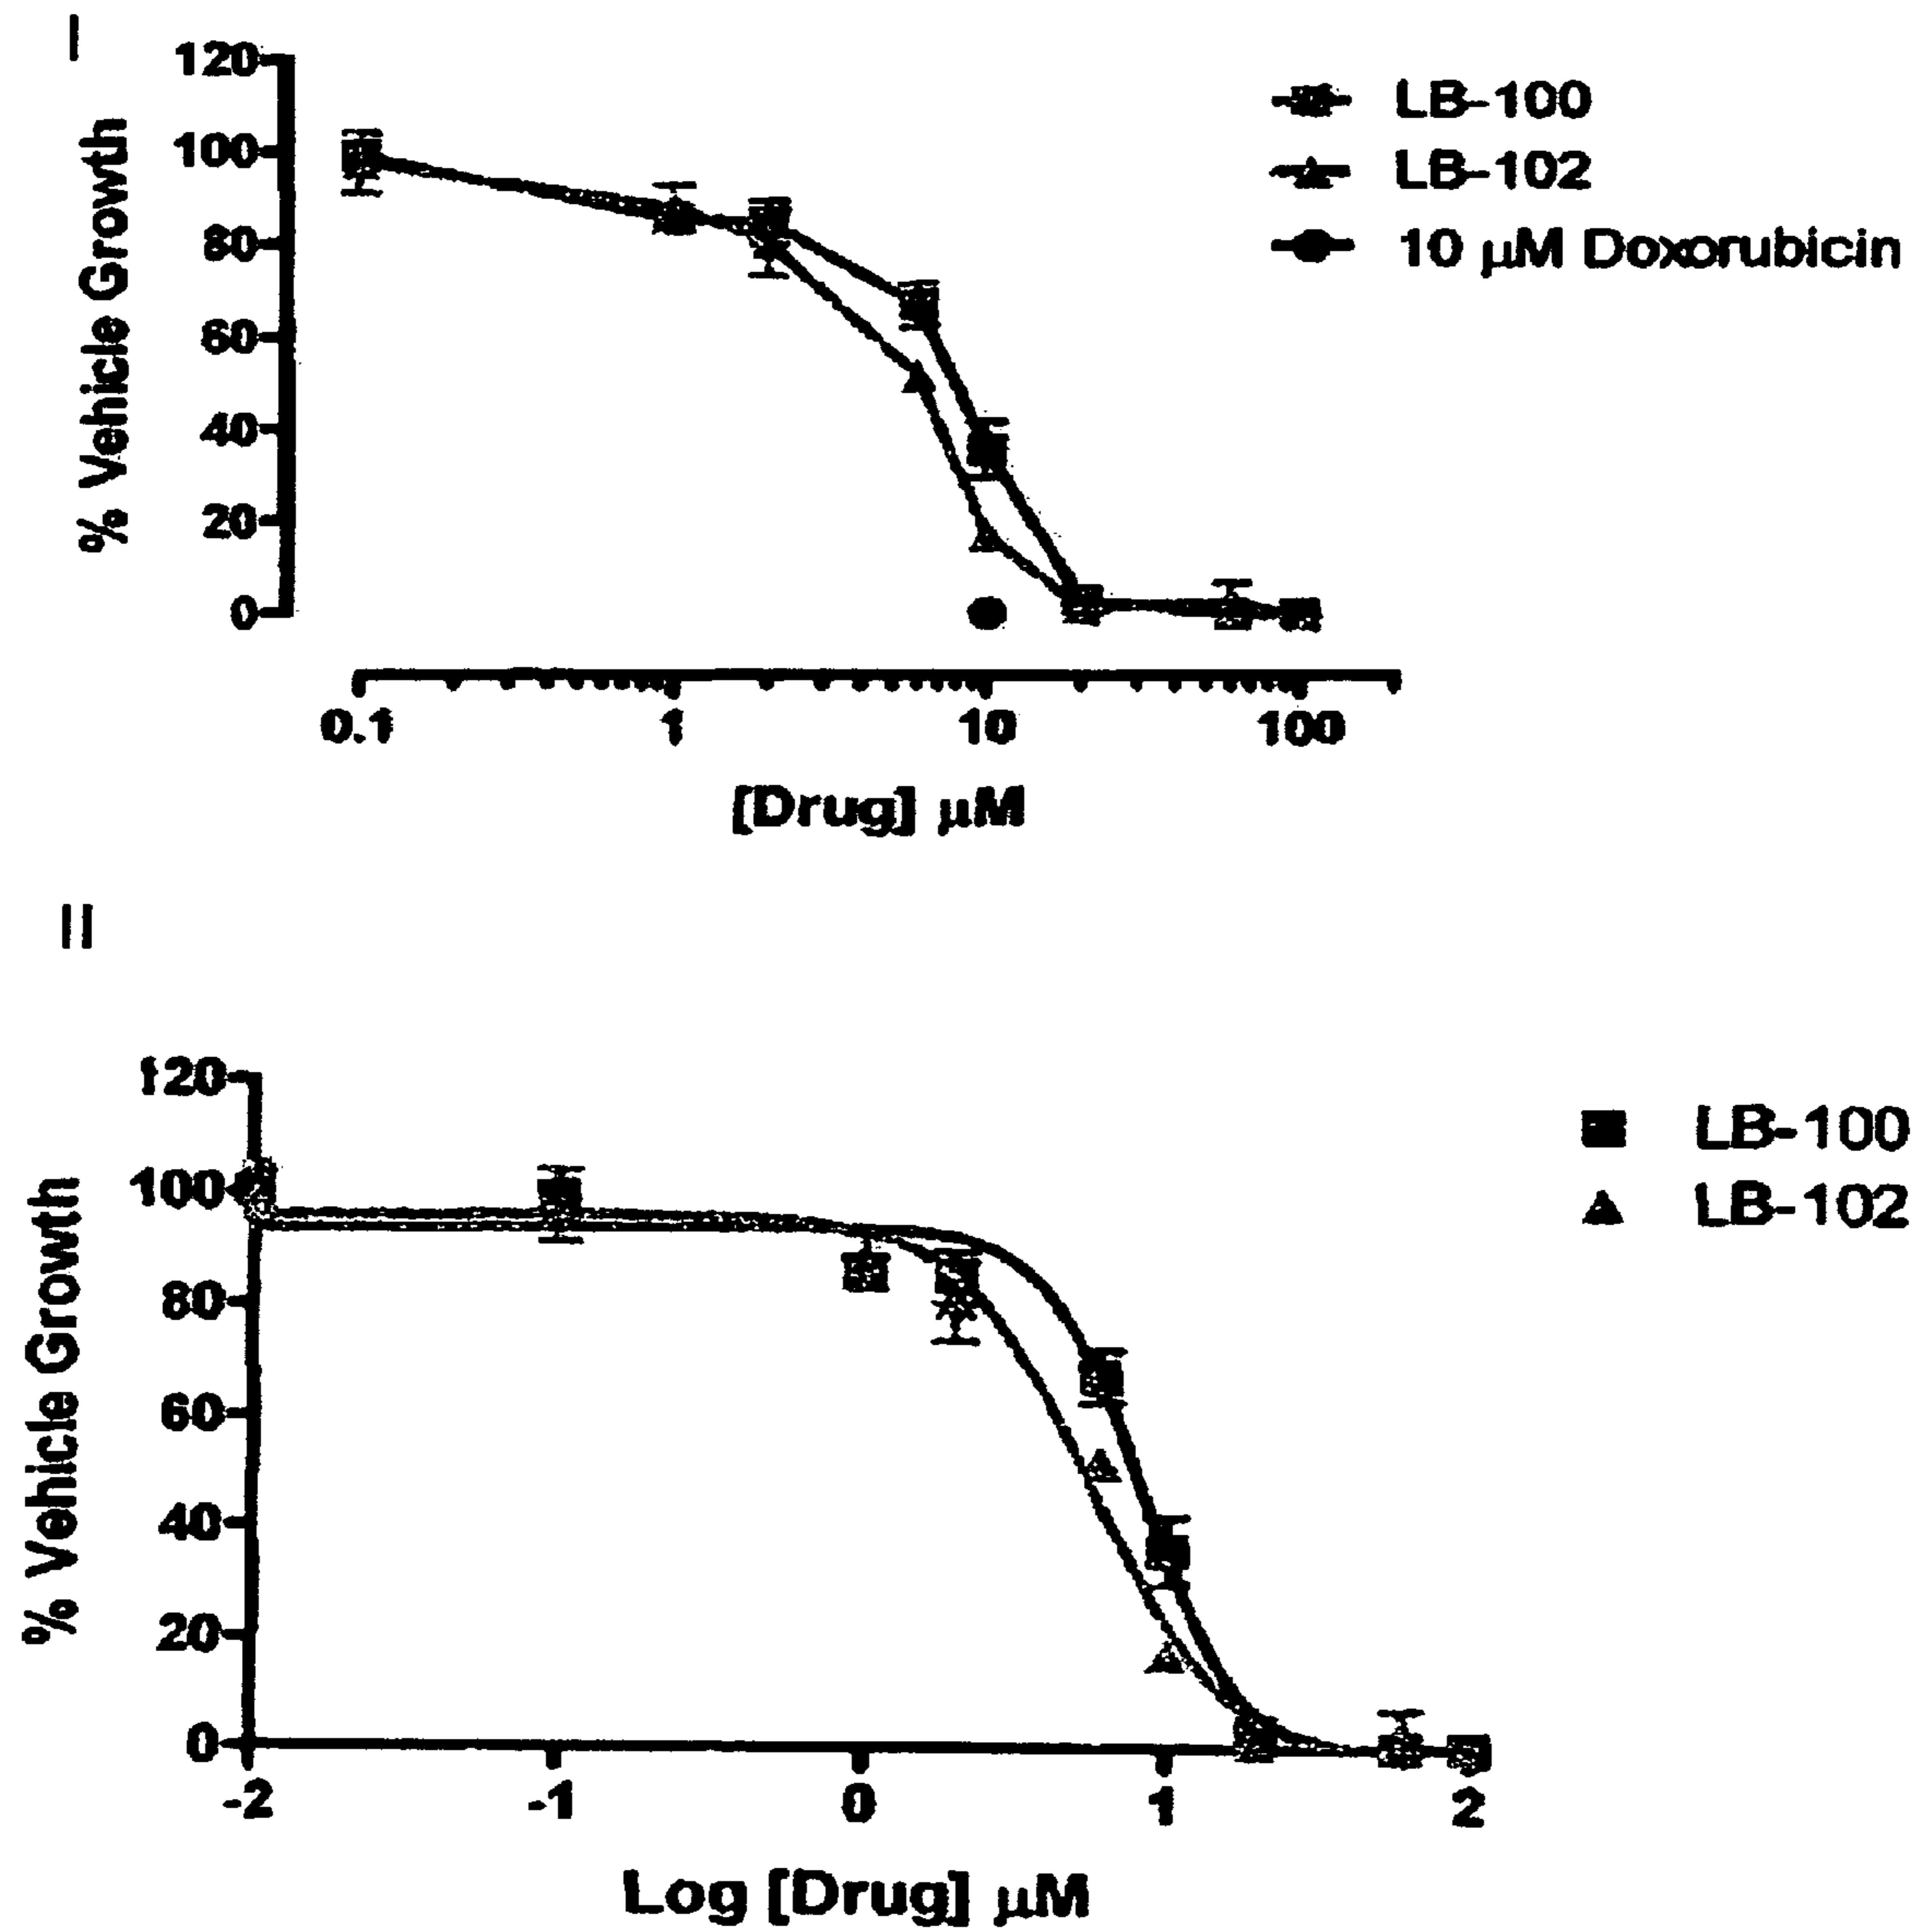 I
120
100
80
60
40
20
0
% Vehicle Growth
LB-100
LB-102
10 µM Doxorubicin
0.1 1 10 100
[Drug] µM
II
120
100
80
60
40
20
0
% Vehicle Growth
LB-100
LB-102
-2 -1 0 1 2
Log [Drug] µM